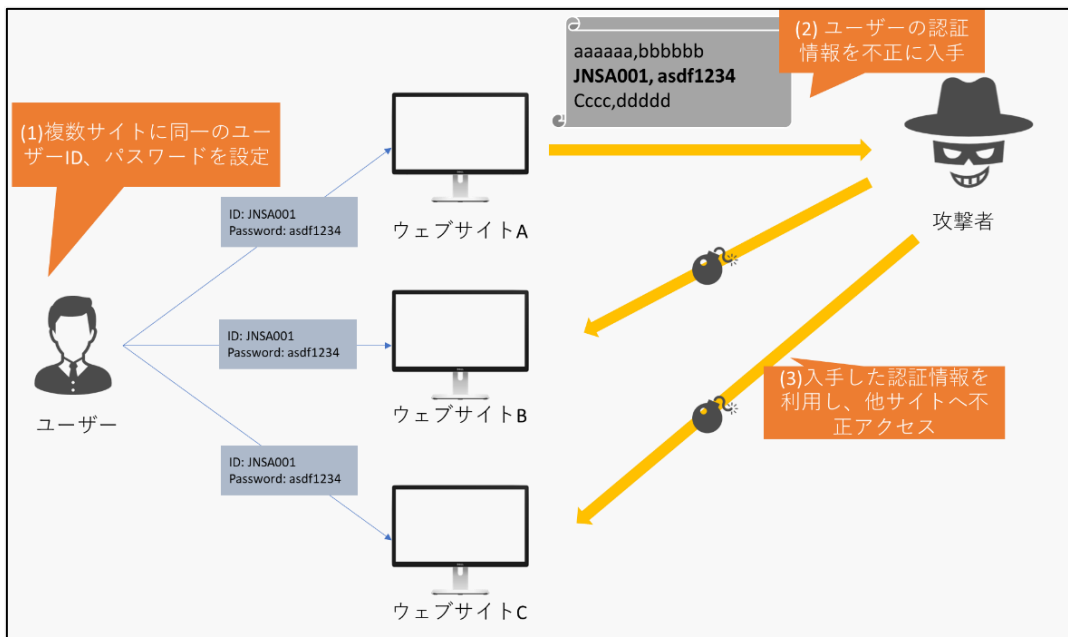 aaaaaa,bbbbbb
JNSA001, asdf1234
Cccc,ddddd
(2) ユーザーの認証
情報を不正に入手
(1)複数サイトに同一のユー
ザーID、パスワードを設定
ID: JNSA001
Password: asdf1234
ウェブサイトA
攻撃者
ID: JNSA001
Password: asdf1234
ウェブサイトB
ユーザー
(3)入手した認証情報を
利用し、他サイトへ不
正アクセス
ID: JNSA001
Password: asdf1234
ウェブサイトC